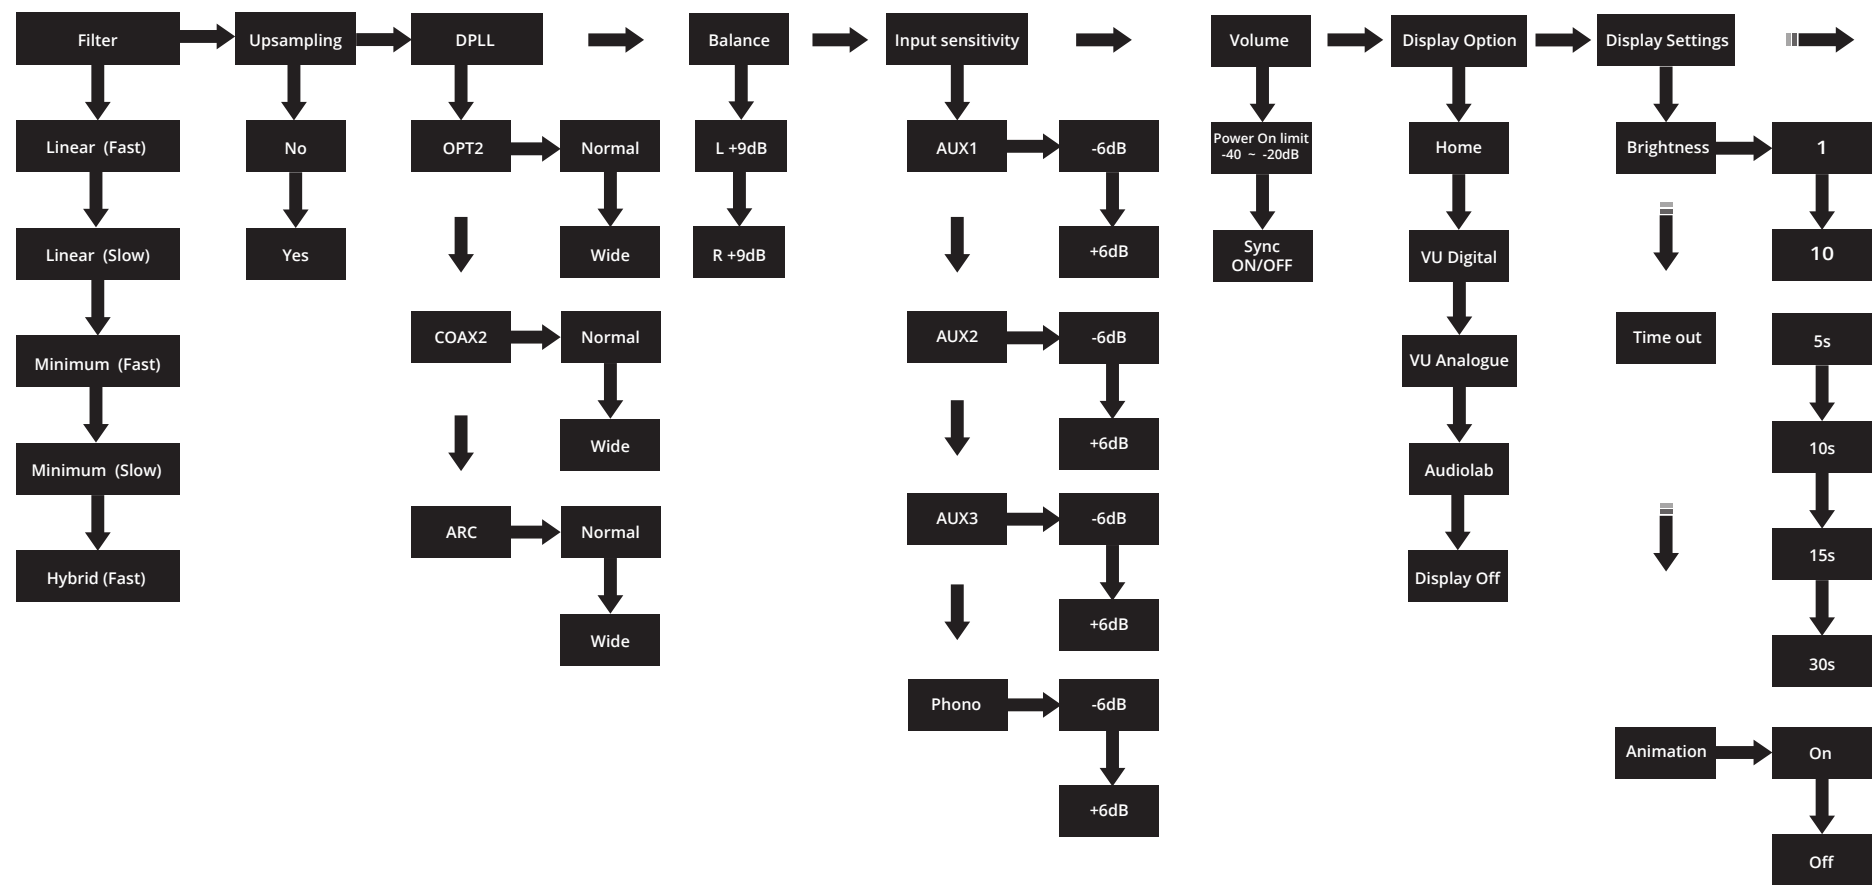 Filter
Upsampling
DPLL
Balance
Input sensitivity
Volume
Display Option
Display Settings
Linear (Fast)
Linear (Slow)
Minimum (Fast)
Minimum (Slow)
Hybrid (Fast)
No
Yes
OPT2
Normal
Wide
COAX2
Normal
Wide
ARC
Normal
Wide
L +9dB
R +9dB
AUX1
-6dB
+6dB
AUX2
-6dB
+6dB
AUX3
-6dB
+6dB
Phono
-6dB
+6dB
Power On limit
-40 ~ -20dB
Sync
ON/OFF
Home
VU Digital
VU Analogue
Audiolab
Display Off
Brightness
1
10
Time out
5s
10s
15s
30s
Animation
On
Off